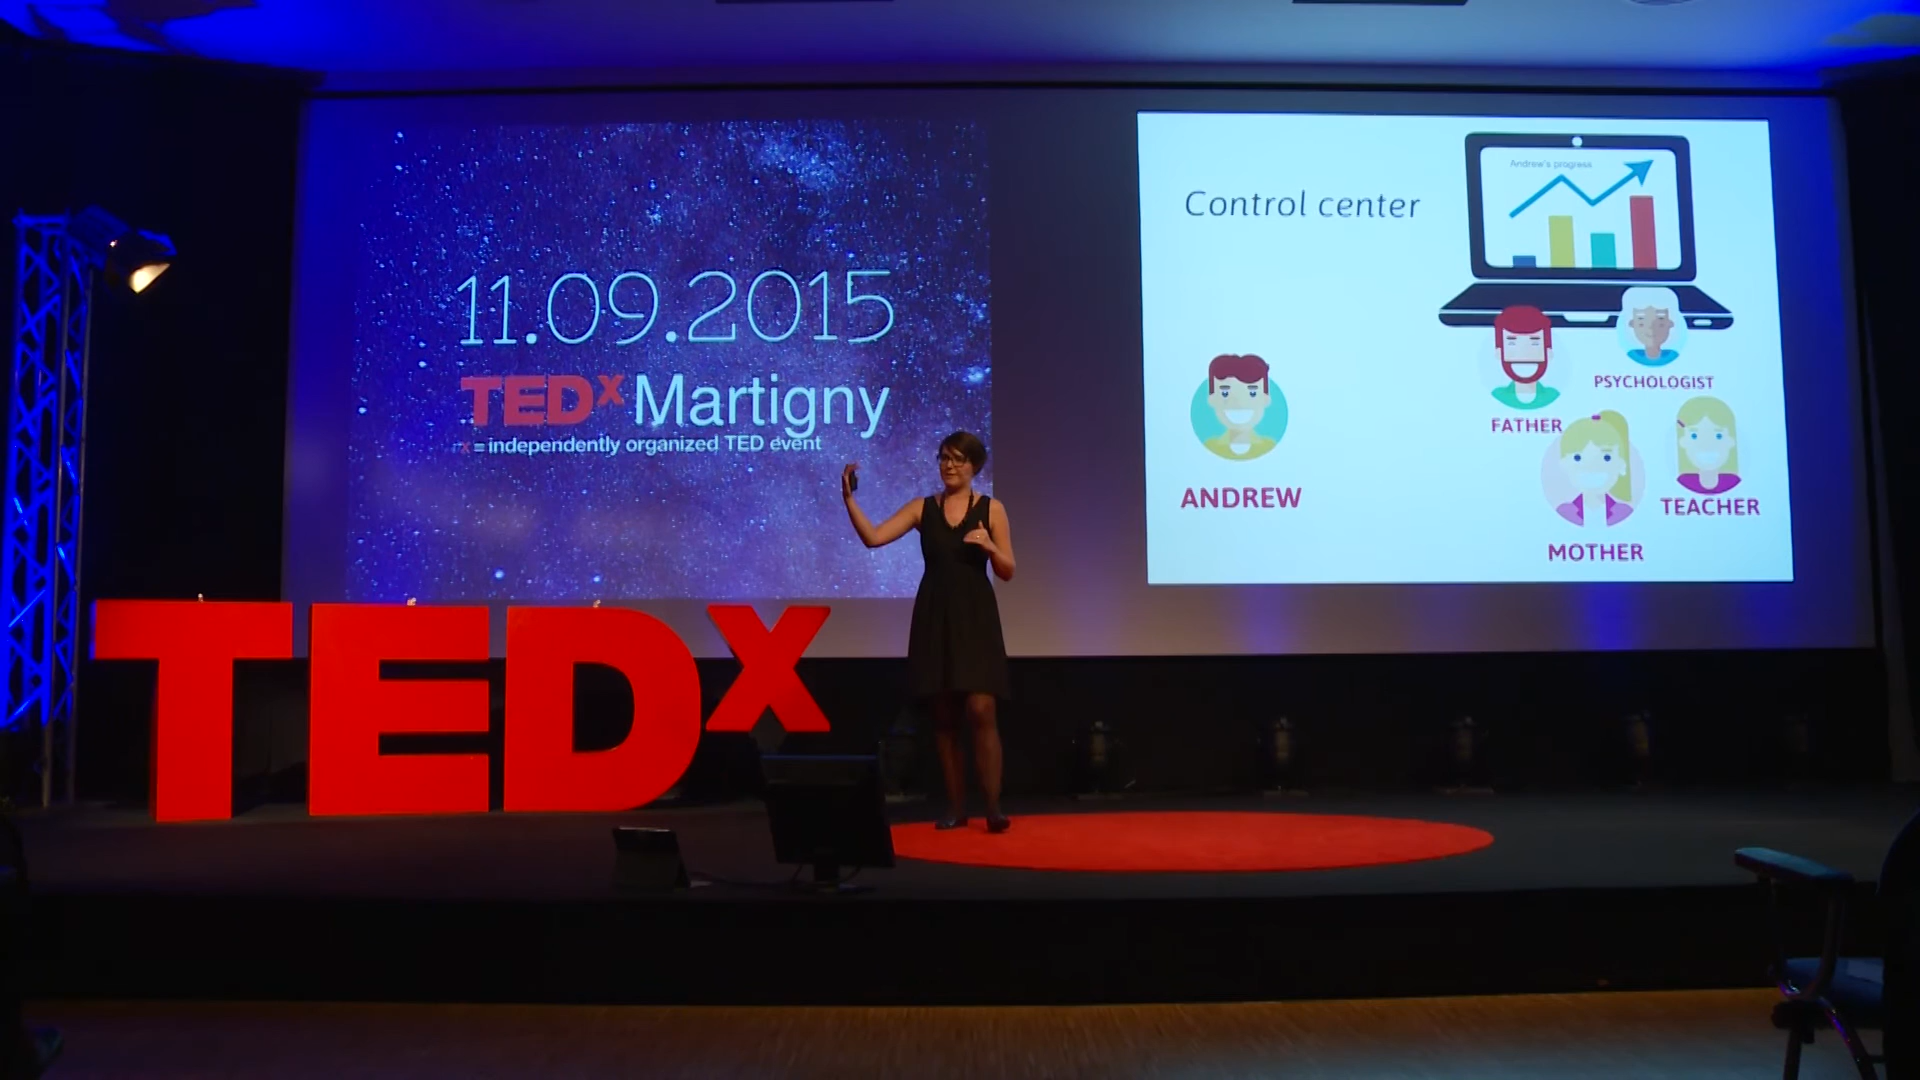 11.09.2015
TEDx Martigny
x = independently organized TED event
Control center
Andrew's progress
PSYCHOLOGIST
FATHER
ANDREW
TEACHER
MOTHER
TEDx